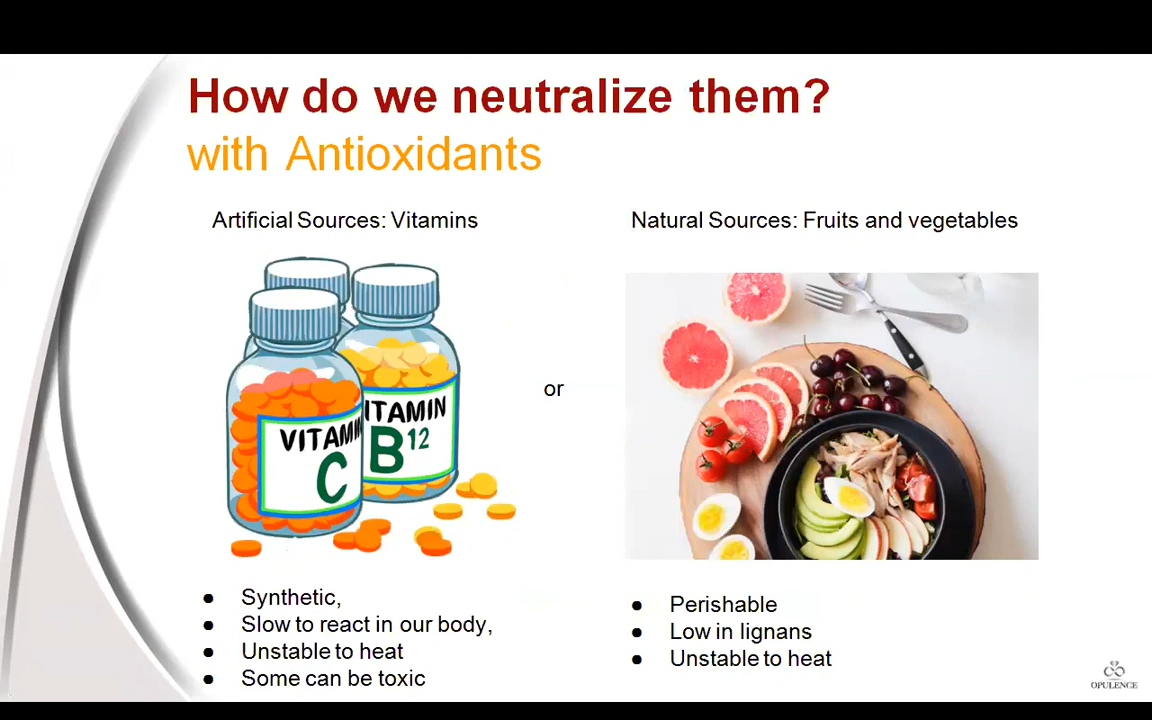 How do we neutralize them?
with Antioxidants
Artificial Sources: Vitamins
Natural Sources: Fruits and vegetables
VITAM
C
ITAMIN
B12
or
● Synthetic,
● Slow to react in our body,
● Unstable to heat
● Some can be toxic
● Perishable
● Low in lignans
● Unstable to heat
OPULENCE